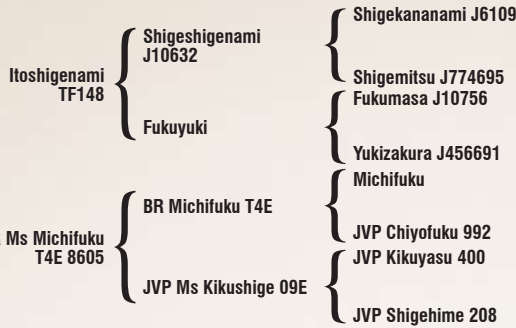 Shigekananami J6109
Shigeshigenami
J10632
Shigemitsu J774695
Itoshigenami
TF148
Fukumasa J10756
Fukuyuki
Yukizakura J456691
Michifuku
BR Michifuku T4E
JVP Chiyofuku 992
Ms Michifuku
T4E 8605
JVP Kikuyasu 400
JVP Ms Kikushige 09E
JVP Shigehime 208